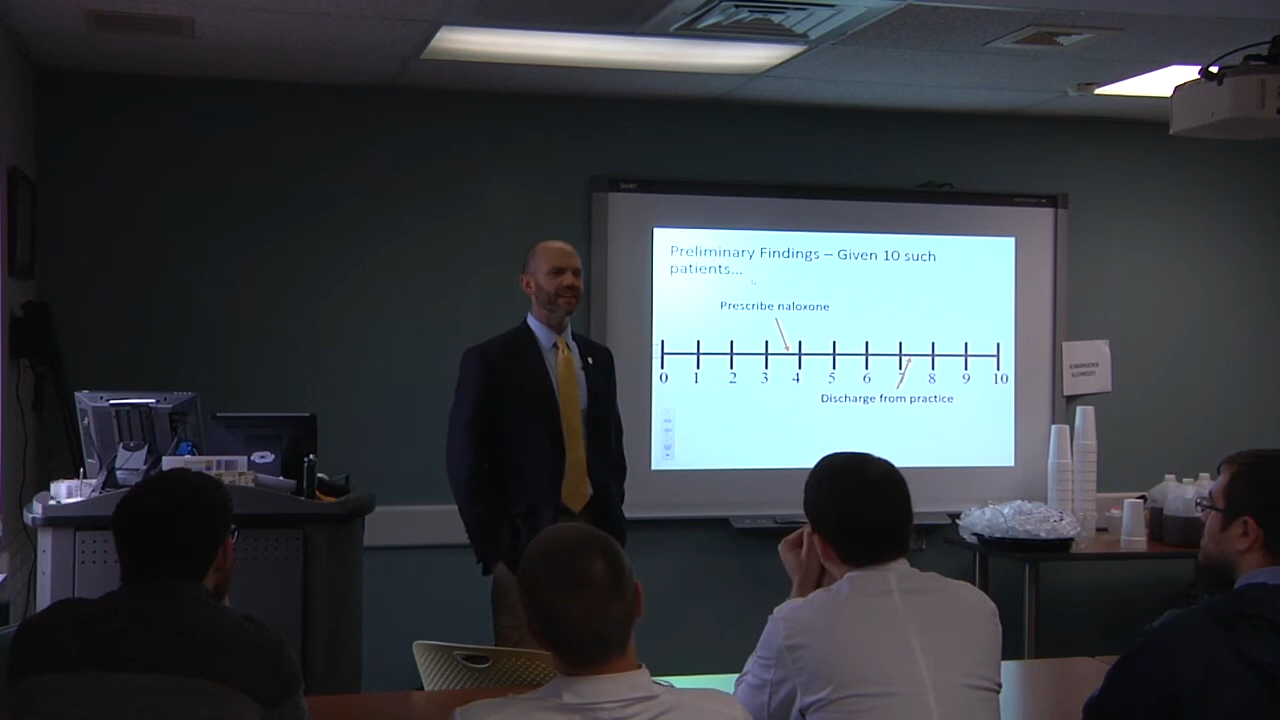 Preliminary Findings – Given 10 such
patients...
Prescribe naloxone
0 1 2 3 4 5 6 7 8 9 10
Discharge from practice